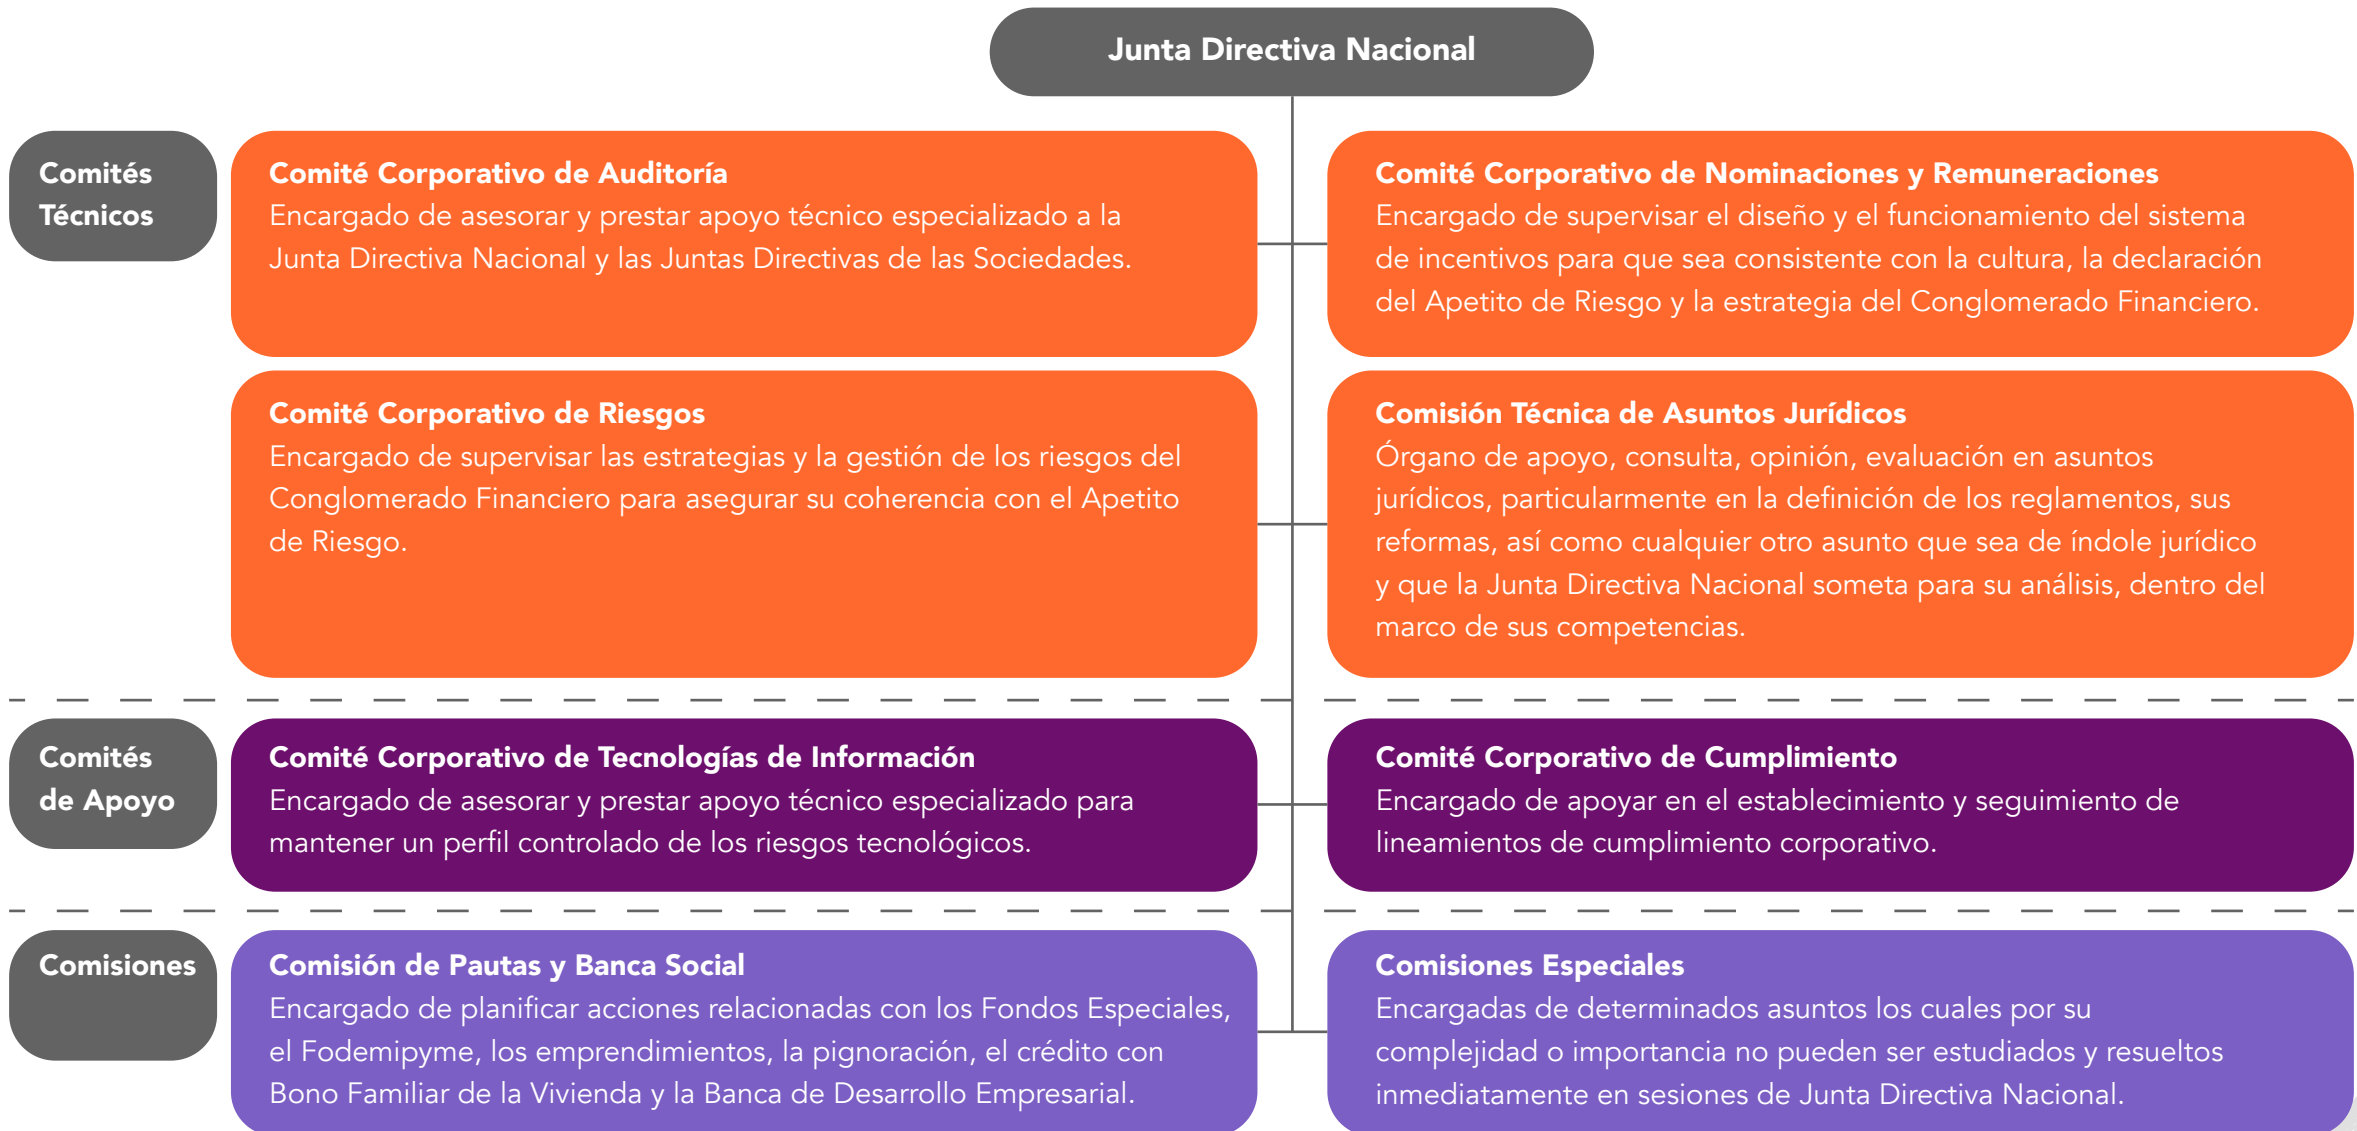 Junta Directiva Nacional
Comités
Técnicos
Comité Corporativo de Auditoría
Encargado de asesorar y prestar apoyo técnico especializado a la
Junta Directiva Nacional y las Juntas Directivas de las Sociedades.
Comité Corporativo de Nominaciones y Remuneraciones
Encargado de supervisar el diseño y el funcionamiento del sistema
de incentivos para que sea consistente con la cultura, la declaración
del Apetito de Riesgo y la estrategia del Conglomerado Financiero.
Comité Corporativo de Riesgos
Encargado de supervisar las estrategias y la gestión de los riesgos del
Conglomerado Financiero para asegurar su coherencia con el Apetito
de Riesgo.
Comisión Técnica de Asuntos Jurídicos
Órgano de apoyo, consulta, opinión, evaluación en asuntos
jurídicos, particularmente en la definición de los reglamentos, sus
reformas, así como cualquier otro asunto que sea de índole jurídico
y que la Junta Directiva Nacional someta para su análisis, dentro del
marco de sus competencias.
Comités
de Apoyo
Comité Corporativo de Tecnologías de Información
Encargado de asesorar y prestar apoyo técnico especializado para
mantener un perfil controlado de los riesgos tecnológicos.
Comité Corporativo de Cumplimiento
Encargado de apoyar en el establecimiento y seguimiento de
lineamientos de cumplimiento corporativo.
Comisiones
Comisión de Pautas y Banca Social
Encargado de planificar acciones relacionadas con los Fondos Especiales,
el Fodemipyme, los emprendimientos, la pignoración, el crédito con
Bono Familiar de la Vivienda y la Banca de Desarrollo Empresarial.
Comisiones Especiales
Encargadas de determinados asuntos los cuales por su
complejidad o importancia no pueden ser estudiados y resueltos
inmediatamente en sesiones de Junta Directiva Nacional.